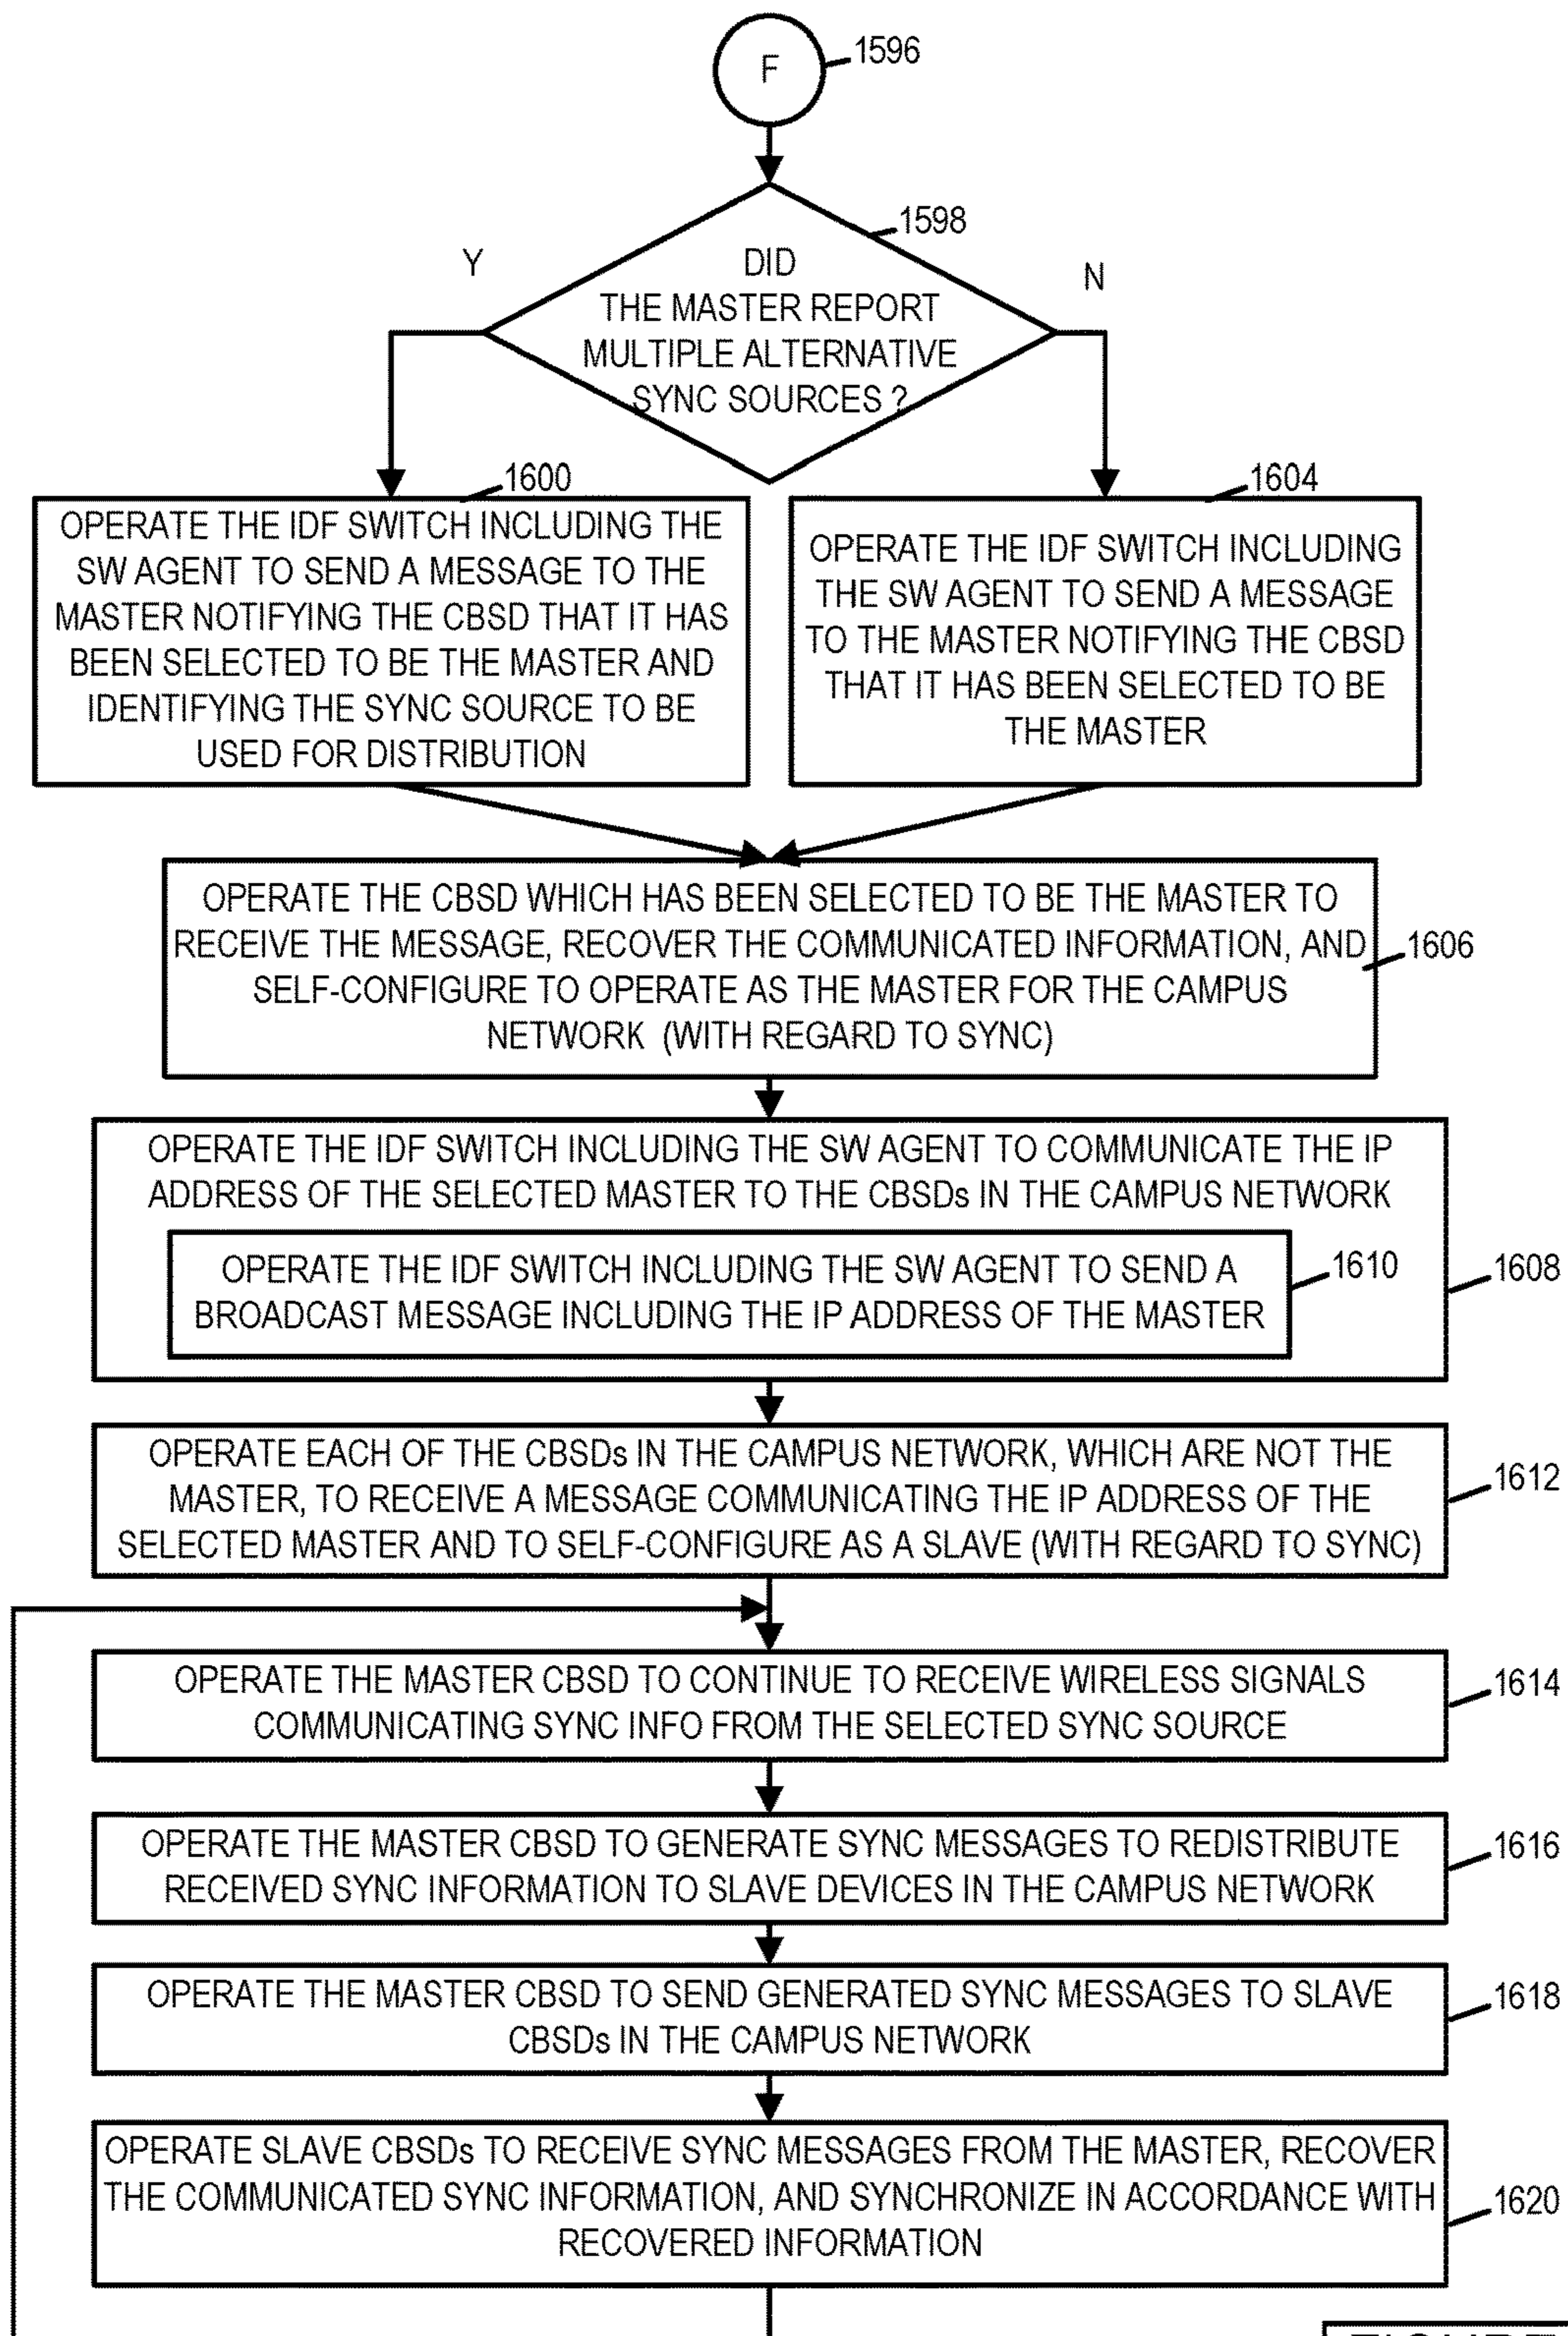 F
1596
1598
Y
N
DID
THE MASTER REPORT
MULTIPLE ALTERNATIVE
SYNC SOURCES ?
1600
OPERATE THE IDF SWITCH INCLUDING THE
SW AGENT TO SEND A MESSAGE TO THE
MASTER NOTIFYING THE CBSD THAT IT HAS
BEEN SELECTED TO BE THE MASTER AND
IDENTIFYING THE SYNC SOURCE TO BE
USED FOR DISTRIBUTION
1604
OPERATE THE IDF SWITCH INCLUDING
THE SW AGENT TO SEND A MESSAGE
TO THE MASTER NOTIFYING THE CBSD
THAT IT HAS BEEN SELECTED TO BE
THE MASTER
OPERATE THE CBSD WHICH HAS BEEN SELECTED TO BE THE MASTER TO
RECEIVE THE MESSAGE, RECOVER THE COMMUNICATED INFORMATION, AND
SELF-CONFIGURE TO OPERATE AS THE MASTER FOR THE CAMPUS
NETWORK (WITH REGARD TO SYNC)
1606
OPERATE THE IDF SWITCH INCLUDING THE SW AGENT TO COMMUNICATE THE IP
ADDRESS OF THE SELECTED MASTER TO THE CBSDs IN THE CAMPUS NETWORK
OPERATE THE IDF SWITCH INCLUDING THE SW AGENT TO SEND A
BROADCAST MESSAGE INCLUDING THE IP ADDRESS OF THE MASTER
1610
1608
OPERATE EACH OF THE CBSDs IN THE CAMPUS NETWORK, WHICH ARE NOT THE
MASTER, TO RECEIVE A MESSAGE COMMUNICATING THE IP ADDRESS OF THE
SELECTED MASTER AND TO SELF-CONFIGURE AS A SLAVE (WITH REGARD TO SYNC)
1612
OPERATE THE MASTER CBSD TO CONTINUE TO RECEIVE WIRELESS SIGNALS
COMMUNICATING SYNC INFO FROM THE SELECTED SYNC SOURCE
1614
OPERATE THE MASTER CBSD TO GENERATE SYNC MESSAGES TO REDISTRIBUTE
RECEIVED SYNC INFORMATION TO SLAVE DEVICES IN THE CAMPUS NETWORK
1616
OPERATE THE MASTER CBSD TO SEND GENERATED SYNC MESSAGES TO SLAVE
CBSDs IN THE CAMPUS NETWORK
1618
OPERATE SLAVE CBSDs TO RECEIVE SYNC MESSAGES FROM THE MASTER, RECOVER
THE COMMUNICATED SYNC INFORMATION, AND SYNCHRONIZE IN ACCORDANCE WITH
RECOVERED INFORMATION
1620